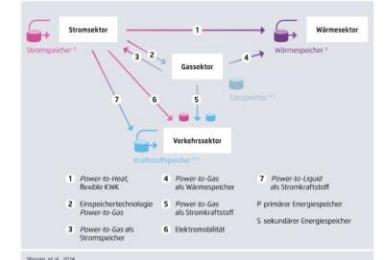 1
Stromsektor
Wärmesektor
2
3
4
Stromspeicher S
Wärmespeicher S
Gassektor
7
6
5
Gasspeicher
Verkehrssektor
Kraftstoffspeicher
1 Power-to-Heat,
flexible KWK
2 Einspeichertechnologie
Power-to-Gas
3 Power-to-Gas als
Stromspeicher
4 Power-to-Gas
als Wärmespeicher
5 Power-to-Gas
als Stromkraftstoff
6 Elektromobilität
7 Power-to-Liquid
als Stromkraftstoff
P primärer Energiespeicher
S sekundärer Energiespeicher